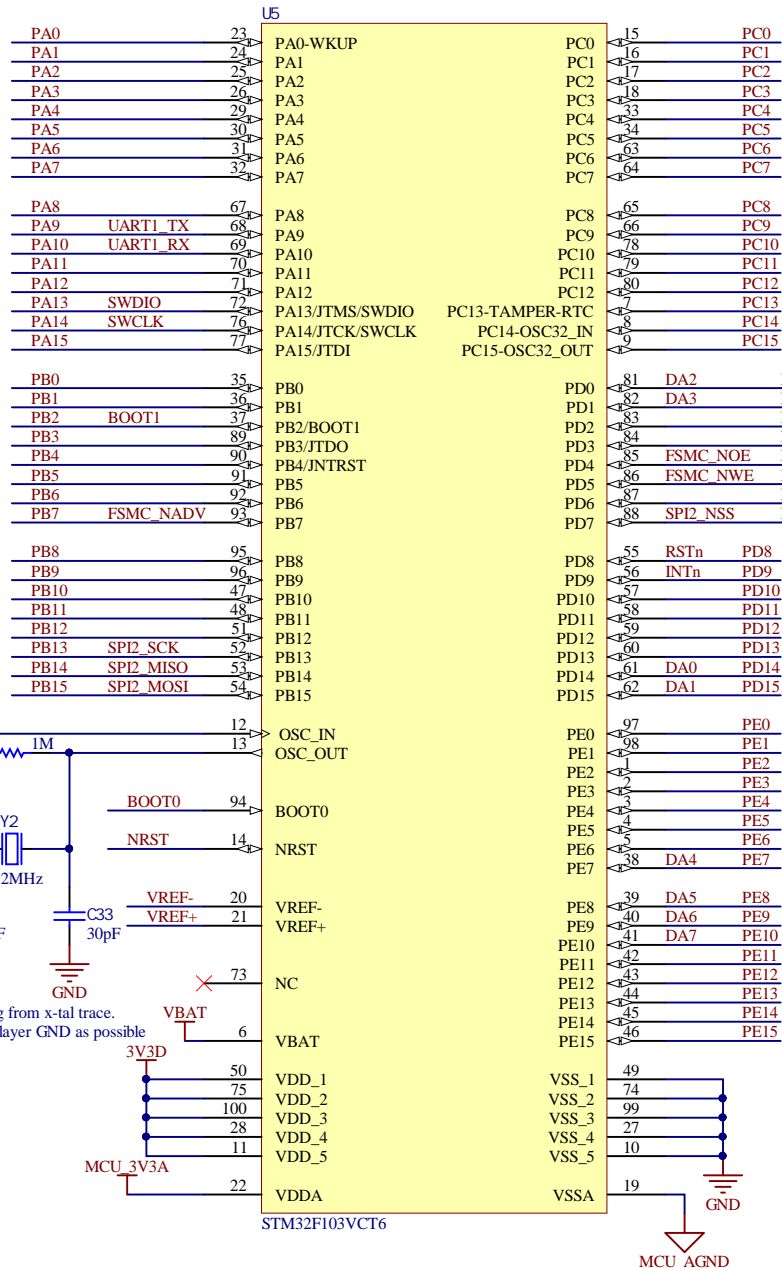 U5
PA0 23 PA0-WKUP PC0 15 PC0
PA1 24 PA1 PC1 16 PC1
PA2 25 PA2 PC2 17 PC2
PA3 26 PA3 PC3 18 PC3
PA4 29 PA4 PC4 33 PC4
PA5 30 PA5 PC5 34 PC5
PA6 31 PA6 PC6 63 PC6
PA7 32 PA7 PC7 64 PC7
PA8 67 PA8 PC8 65 PC8
PA9 UART1_TX 68 PA9 PC9 66 PC9
PA10 UART1_RX 69 PA10 PC10 78 PC10
PA11 70 PA11 PC11 79 PC11
PA12 71 PA12 PC12 80 PC12
PA13 SWDIO 72 PA13/JTMS/SWDIO PC13-TAMPER-RTC 7 PC13
PA14 SWCLK 76 PA14/JTCK/SWCLK PC14-OSC32_IN 8 PC14
PA15 77 PA15/JTDI PC15-OSC32_OUT 9 PC15
PB0 35 PB0 PD0 81 DA2
PB1 36 PB1 PD1 82 DA3
PB2 BOOT1 37 PB2/BOOT1 PD2 83
PB3 89 PB3/JTDO PD3 84
PB4 90 PB4/JNTRST PD4 85 FSMC_NOE
PB5 91 PB5 PD5 86 FSMC_NWE
PB6 92 PB6 PD6 87
PB7 FSMC_NADV 93 PB7 PD7 88 SPI2_NSS
PB8 95 PB8 PD8 55 RSTn PD8
PB9 96 PB9 PD9 56 INTn PD9
PB10 47 PB10 PD10 57 PD10
PB11 48 PB11 PD11 58 PD11
PB12 51 PB12 PD12 59 PD12
PB13 SPI2_SCK 52 PB13 PD13 60 PD13
PB14 SPI2_MISO 53 PB14 PD14 61 DA0 PD14
PB15 SPI2_MOSI 54 PB15 PD15 62 DA1 PD15
12 OSC_IN PE0 97 PE0
1M 13 OSC_OUT PE1 98 PE1
PE2 1 PE2
PE3 2 PE3
BOOT0 94 BOOT0 PE4 3 PE4
PE5 4 PE5
Y2 NRST 14 NRST PE6 5 PE6
PE7 38 DA4 PE7
2MHz
VREF- 20 VREF- PE8 39 DA5 PE8
C33 VREF+ 21 VREF+ PE9 40 DA6 PE9
30pF PE10 41 DA7 PE10
PE11 42 PE11
73 NC PE12 43 PE12
GND PE13 44 PE13
from x-tal trace. VBAT PE14 45 PE14
layer GND as possible 6 VBAT PE15 46 PE15
3V3D
50 VDD_1 VSS_1 49
75 VDD_2 VSS_2 74
100 VDD_3 VSS_3 99
28 VDD_4 VSS_4 27
11 VDD_5 VSS_5 10
MCU_3V3A
22 VDDA VSSA 19
GND
STM32F103VCT6
MCU_AGND